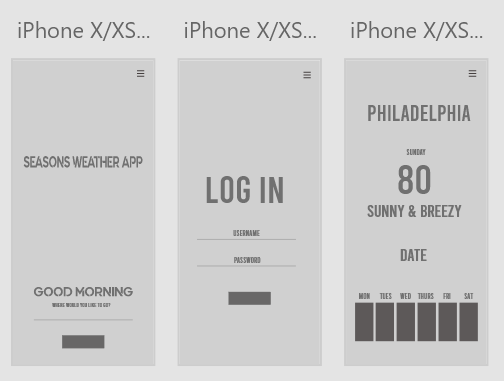 iPhone X/XS...
SEASONS WEATHER APP
GOOD MORNING
WHERE WOULD YOU LIKE TO GO?
iPhone X/XS...
LOG IN
USERNAME
PASSWORD
iPhone X/XS...
PHILADELPHIA
SUNDAY
80
SUNNY & BREEZY
DATE
MON TUES WED THURS FRI SAT